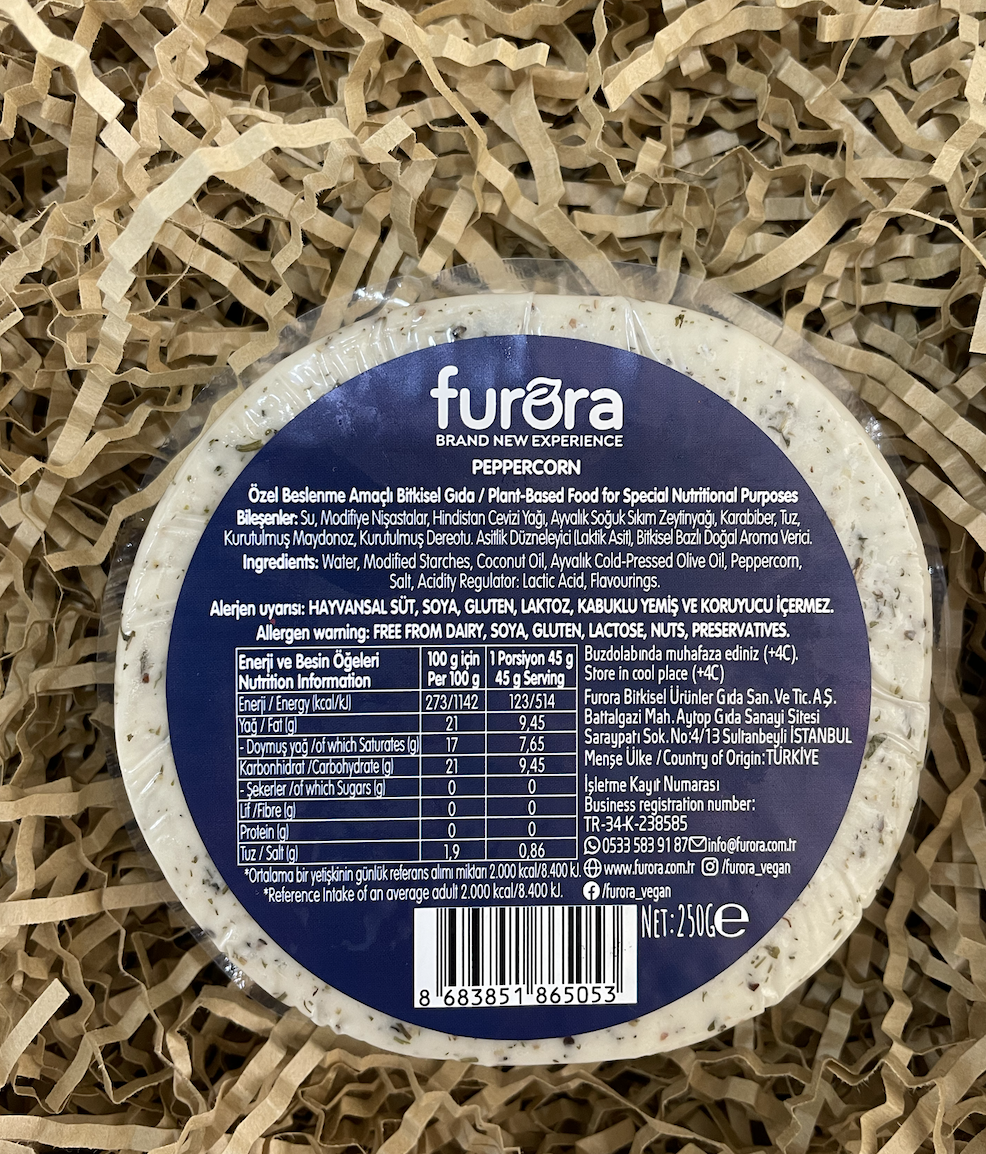 furora
BRAND NEW EXPERIENCE
PEPPERCORN
Özel Beslenme Amaçlı Bitkisel Gıda / Plant-Based Food for Special Nutritional Purposes
Bileşenler: Su, Modifiye Nişastalar, Hindistan Cevizi Yağı, Ayvalık Soğuk Sıkım Zeytinyağı, Karabiber, Tuz,
Kurutulmuş Maydonoz, Kurutulmuş Dereotu. Asitlik Düzneleyici (Laktik Asit), Bitkisel Bazlı Doğal Aroma Verici.
Ingredients: Water, Modified Starches, Coconut Oil, Ayvalık Cold-Pressed Olive Oil, Peppercorn,
Salt, Acidity Regulator: Lactic Acid, Flavourings.
Alerjen uyarısı: HAYVANSAL SÜT, SOYA, GLUTEN, LAKTOZ, KABUKLU YEMİŞ VE KORUYUCU İÇERMEZ.
Allergen warning: FREE FROM DAIRY, SOYA, GLUTEN, LACTOSE, NUTS, PRESERVATIVES.
Enerji ve Besin Öğeleri 100 g için 1 Porsiyon 45 g
Nutrition Information Per 100 g 45 g Serving
Enerji / Energy (kcal/kJ) 273/1142 123/514
Yağ / Fat (g) 21 9,45
- Doymuş yağ /of which Saturates (g) 17 7,65
Karbonhidrat /Carbohydrate (g) 21 9,45
- Şekerler /of which Sugars (g) 0 0
Lif /Fibre (g) 0 0
Protein (g) 0 0
Tuz / Salt (g) 1,9 0,86
*Ortalama bir yetişkinin günlük referans alımı miktarı 2.000 kcal/8.400 kJ.
*Reference Intake of an average adult 2.000 kcal/8.400 kJ.
Buzdolabında muhafaza ediniz (+4C).
Store in cool place (+4C)
Furora Bitkisel Ürünler Gıda San. Ve Tic. A.Ş.
Battalgazi Mah. Aytop Gıda Sanayi Sitesi
Saraypatı Sok. No:4/13 Sultanbeyli İSTANBUL
Menşe Ülke / Country of Origin: TÜRKİYE
İşletme Kayıt Numarası
Business registration number:
TR-34-K-238585
0533 583 91 87 info@furora.com.tr
www.furora.com.tr /furora_vegan
/furora_vegan
NET: 250G e
8 683851 865053